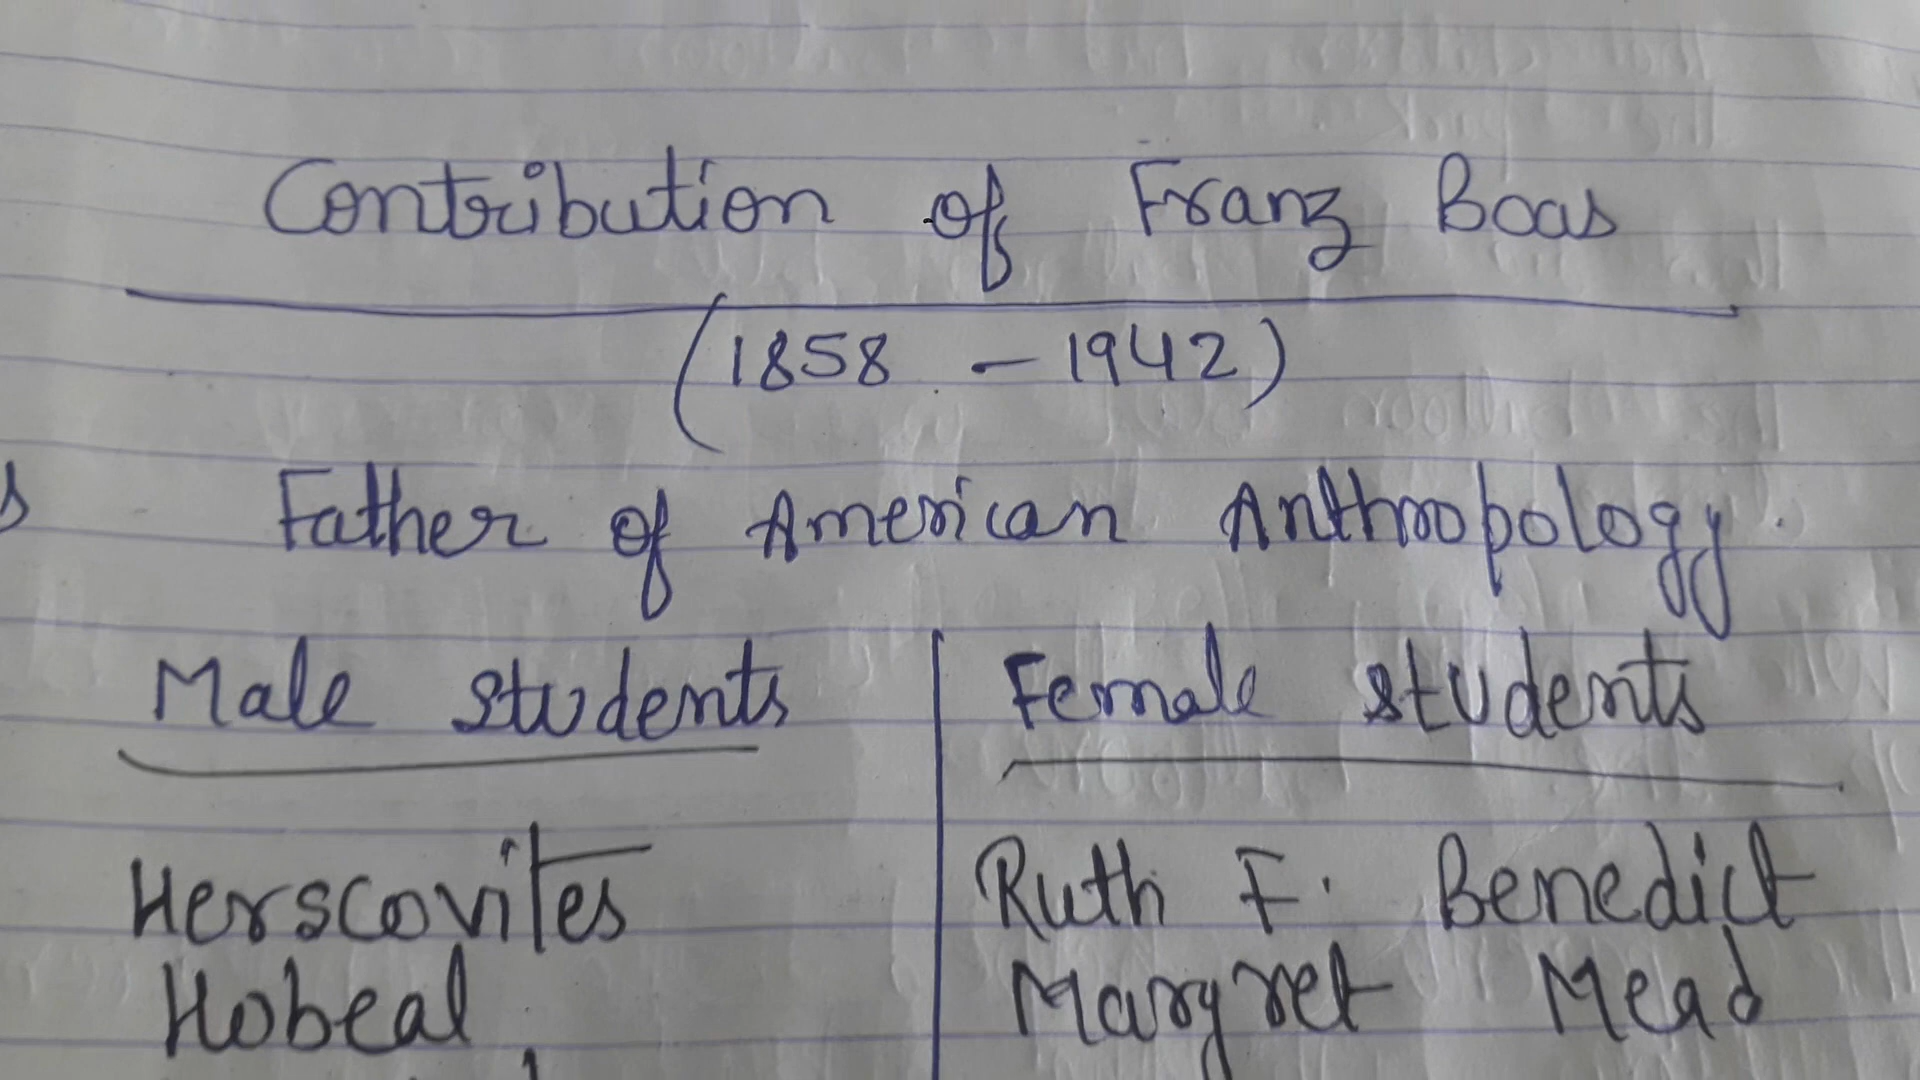 Contribution of Franz Boas
(1858 - 1942)
Father of American Anthropology.
Male students
Female students
Herscovites
Ruth F. Benedict
Hobeal
Margret Mead